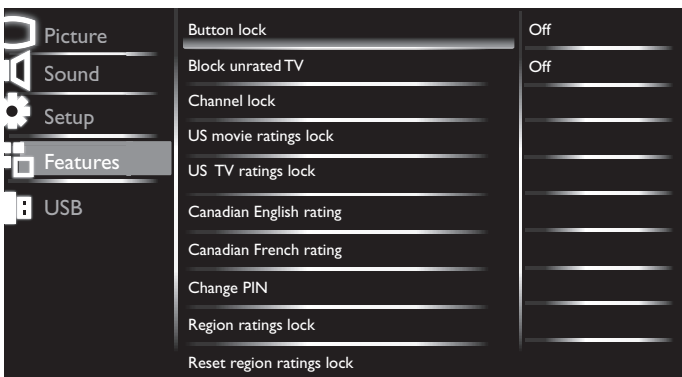 Picture
Sound
Setup
Features
USB
Button lock
Block unrated TV
Channel lock
US movie ratings lock
US TV ratings lock
Canadian English rating
Canadian French rating
Change PIN
Region ratings lock
Reset region ratings lock
Off
Off